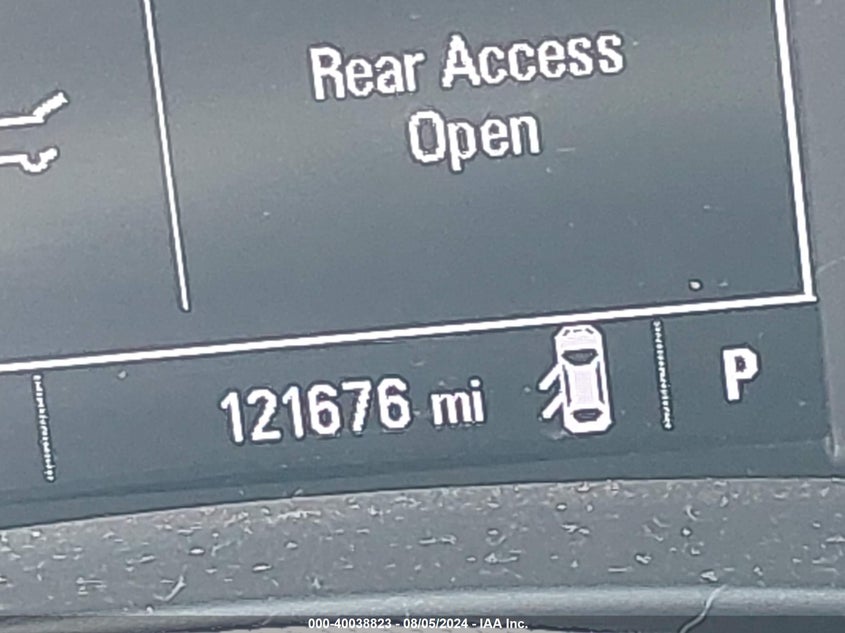 Rear Access
Open
121676 mi
P
000-40038823 - 08/05/2024 - IAA Inc.